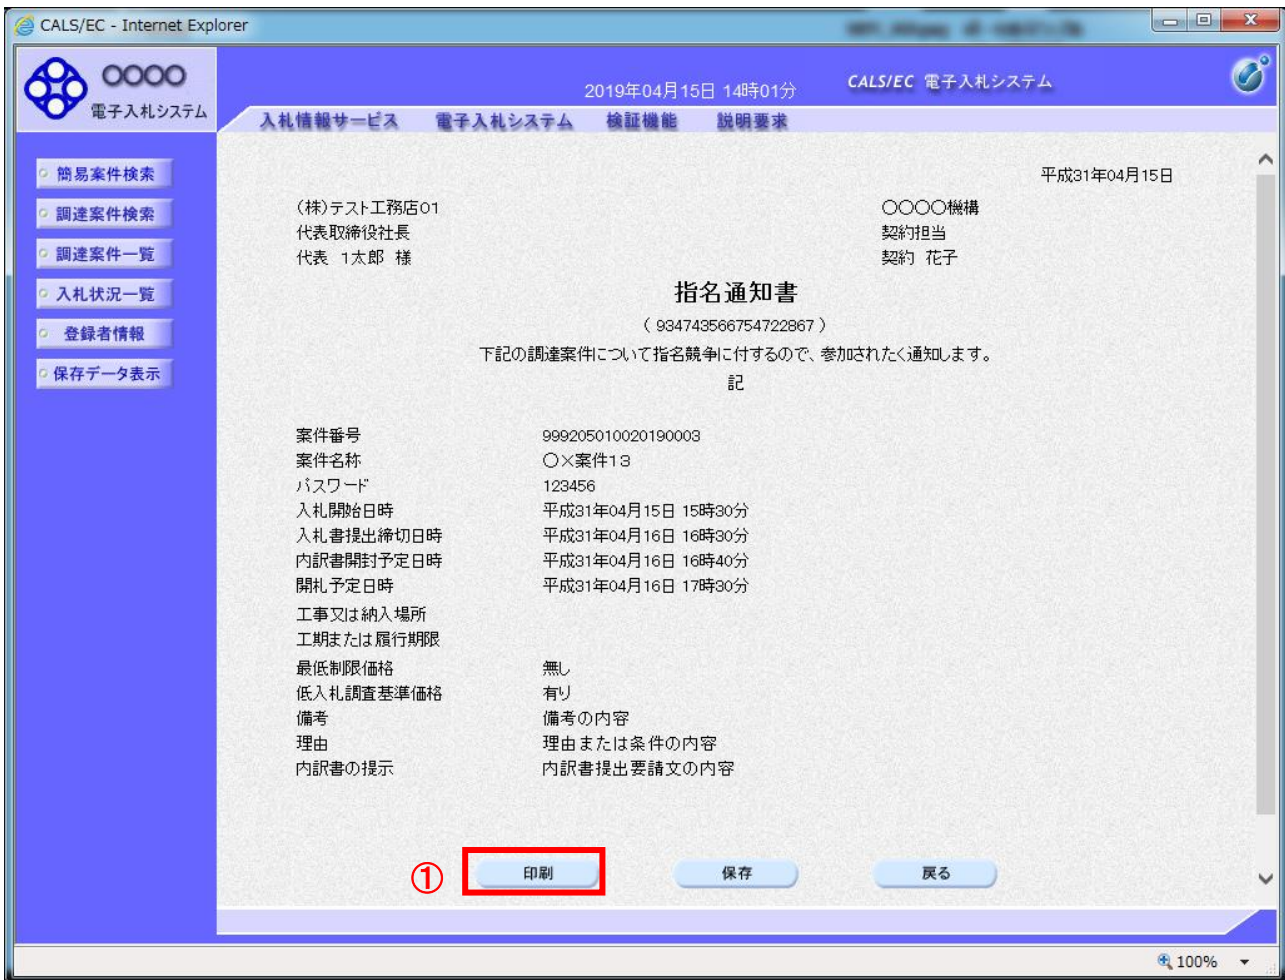 CALS/EC - Internet Explorer
〇〇〇〇
電子入札システム
2019年04月15日 14時01分
CALS/EC 電子入札システム
入札情報サービス 電子入札システム 検証機能 説明要求
簡易案件検索
調達案件検索
調達案件一覧
入札状況一覧
登録者情報
保存データ表示
平成31年04月15日
(株)テスト工務店01 〇〇〇〇機構
代表取締役社長 契約担当
代表 1太郎 様 契約 花子
指名通知書
( 934743566754722867 )
下記の調達案件について指名競争に付するので、参加されたく通知します。
記
案件番号 999205010020190003
案件名称 〇×案件13
パスワード 123456
入札開始日時 平成31年04月15日 15時30分
入札書提出締切日時 平成31年04月16日 16時30分
内訳書開封予定日時 平成31年04月16日 16時40分
開札予定日時 平成31年04月16日 17時30分
工事又は納入場所
工期または履行期限
最低制限価格 無し
低入札調査基準価格 有り
備考 備考の内容
理由 理由または条件の内容
内訳書の提示 内訳書提出要請文の内容
① 印刷 保存 戻る
100%